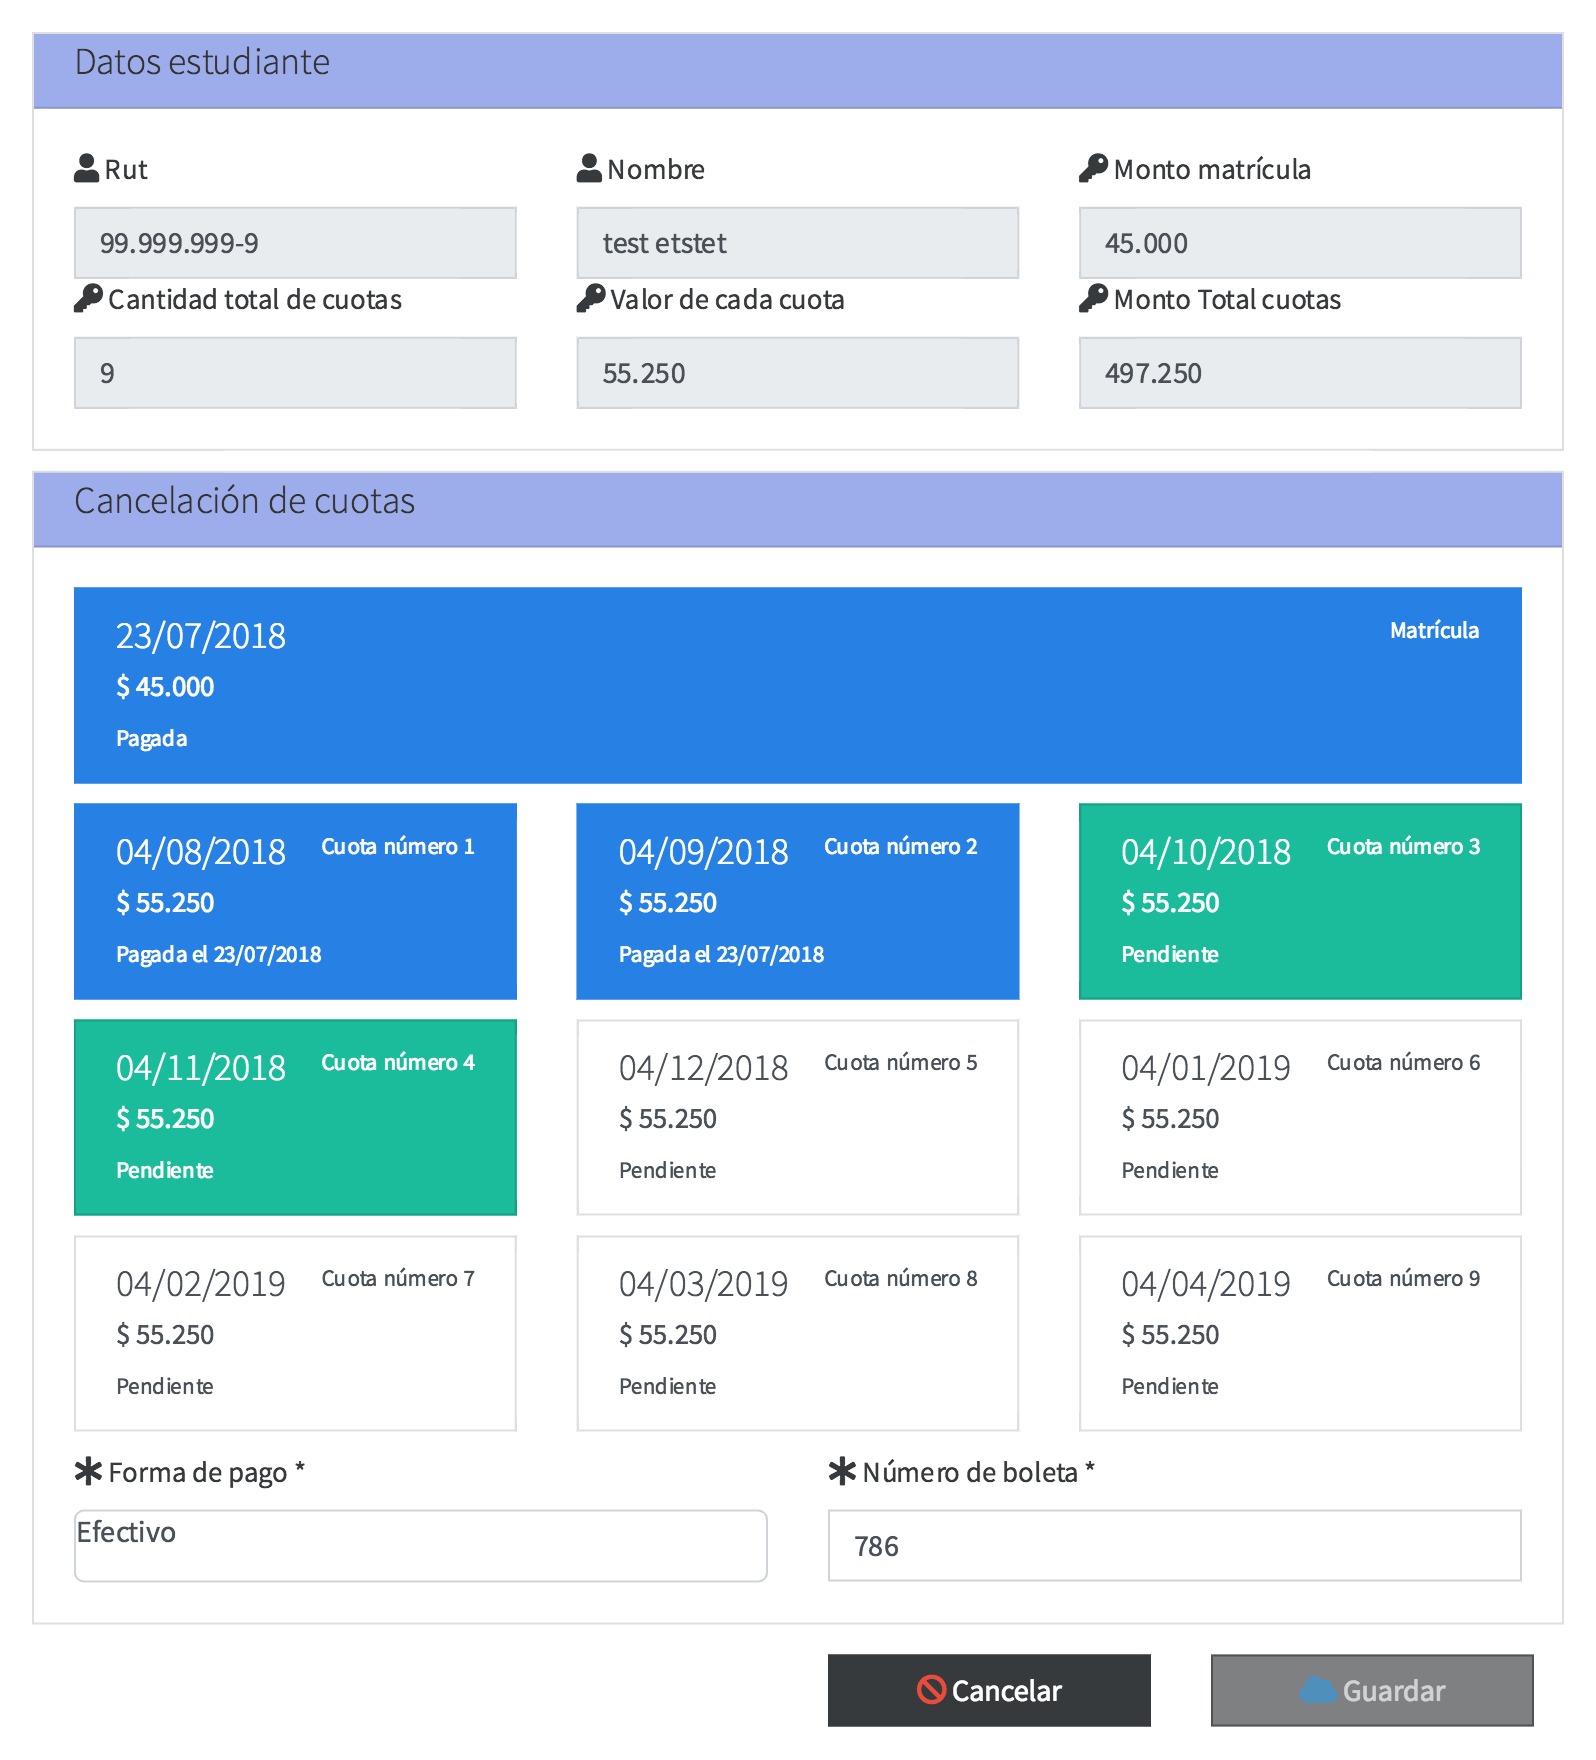 Datos estudiante
Rut
Nombre
Monto matrícula
99.999.999-9
test etstet
45.000
Cantidad total de cuotas
Valor de cada cuota
Monto Total cuotas
9
55.250
497.250
Cancelación de cuotas
23/07/2018
Matrícula
$ 45.000
Pagada
04/08/2018
Cuota número 1
$ 55.250
Pagada el 23/07/2018
04/09/2018
Cuota número 2
$ 55.250
Pagada el 23/07/2018
04/10/2018
Cuota número 3
$ 55.250
Pendiente
04/11/2018
Cuota número 4
$ 55.250
Pendiente
04/12/2018
Cuota número 5
$ 55.250
Pendiente
04/01/2019
Cuota número 6
$ 55.250
Pendiente
04/02/2019
Cuota número 7
$ 55.250
Pendiente
04/03/2019
Cuota número 8
$ 55.250
Pendiente
04/04/2019
Cuota número 9
$ 55.250
Pendiente
Forma de pago *
Número de boleta *
Efectivo
786
Cancelar
Guardar